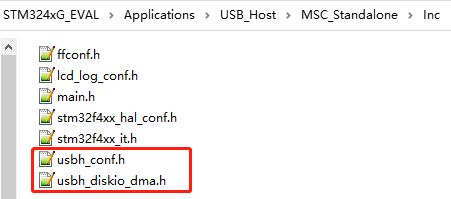 STM324xG_EVAL > Applications > USB_Host > MSC_Standalone > Inc
ffconf.h
lcd_log_conf.h
main.h
stm32f4xx_hal_conf.h
stm32f4xx_it.h
usbh_conf.h
usbh_diskio_dma.h